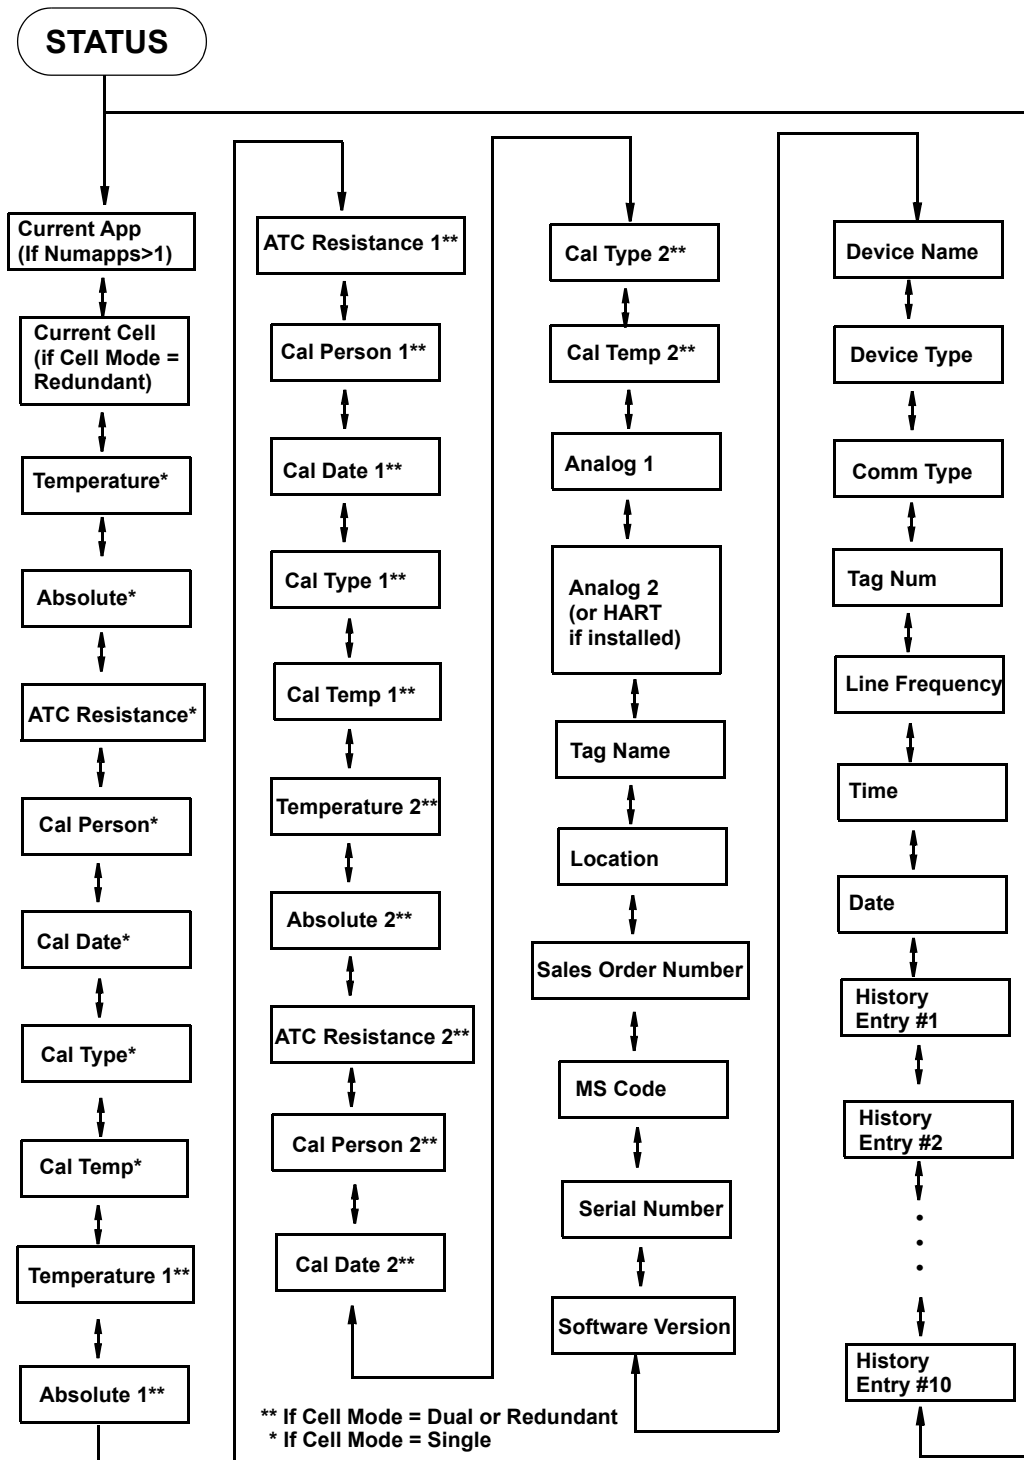 STATUS
Current App
(If Numapps>1)
Current Cell
(if Cell Mode =
Redundant)
Temperature*
Absolute*
ATC Resistance*
Cal Person*
Cal Date*
Cal Type*
Cal Temp*
Temperature 1**
Absolute 1**
ATC Resistance 1**
Cal Person 1**
Cal Date 1**
Cal Type 1**
Cal Temp 1**
Temperature 2**
Absolute 2**
ATC Resistance 2**
Cal Person 2**
Cal Date 2**
Cal Type 2**
Cal Temp 2**
Analog 1
Analog 2
(or HART
if installed)
Tag Name
Location
Sales Order Number
MS Code
Serial Number
Software Version
Device Name
Device Type
Comm Type
Tag Num
Line Frequency
Time
Date
History
Entry #1
History
Entry #2
History
Entry #10
** If Cell Mode = Dual or Redundant
* If Cell Mode = Single